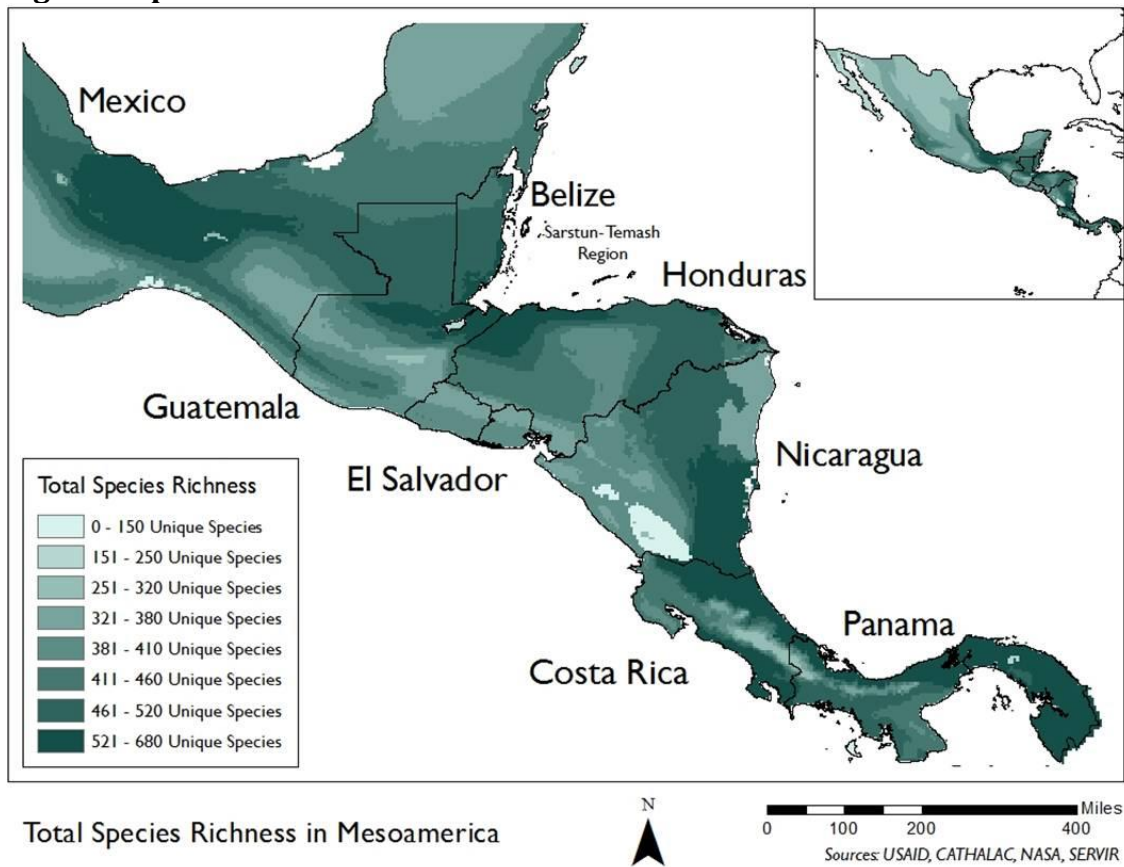 Mexico
Belize
Sarstun-Temash
Region
Honduras
Guatemala
El Salvador
Nicaragua
Costa Rica
Panama
Total Species Richness
0 - 150 Unique Species
151 - 250 Unique Species
251 - 320 Unique Species
321 - 380 Unique Species
381 - 410 Unique Species
411 - 460 Unique Species
461 - 520 Unique Species
521 - 680 Unique Species
Total Species Richness in Mesoamerica
N
Miles
0 100 200 400
Sources: USAID, CATHALAC, NASA, SERVIR